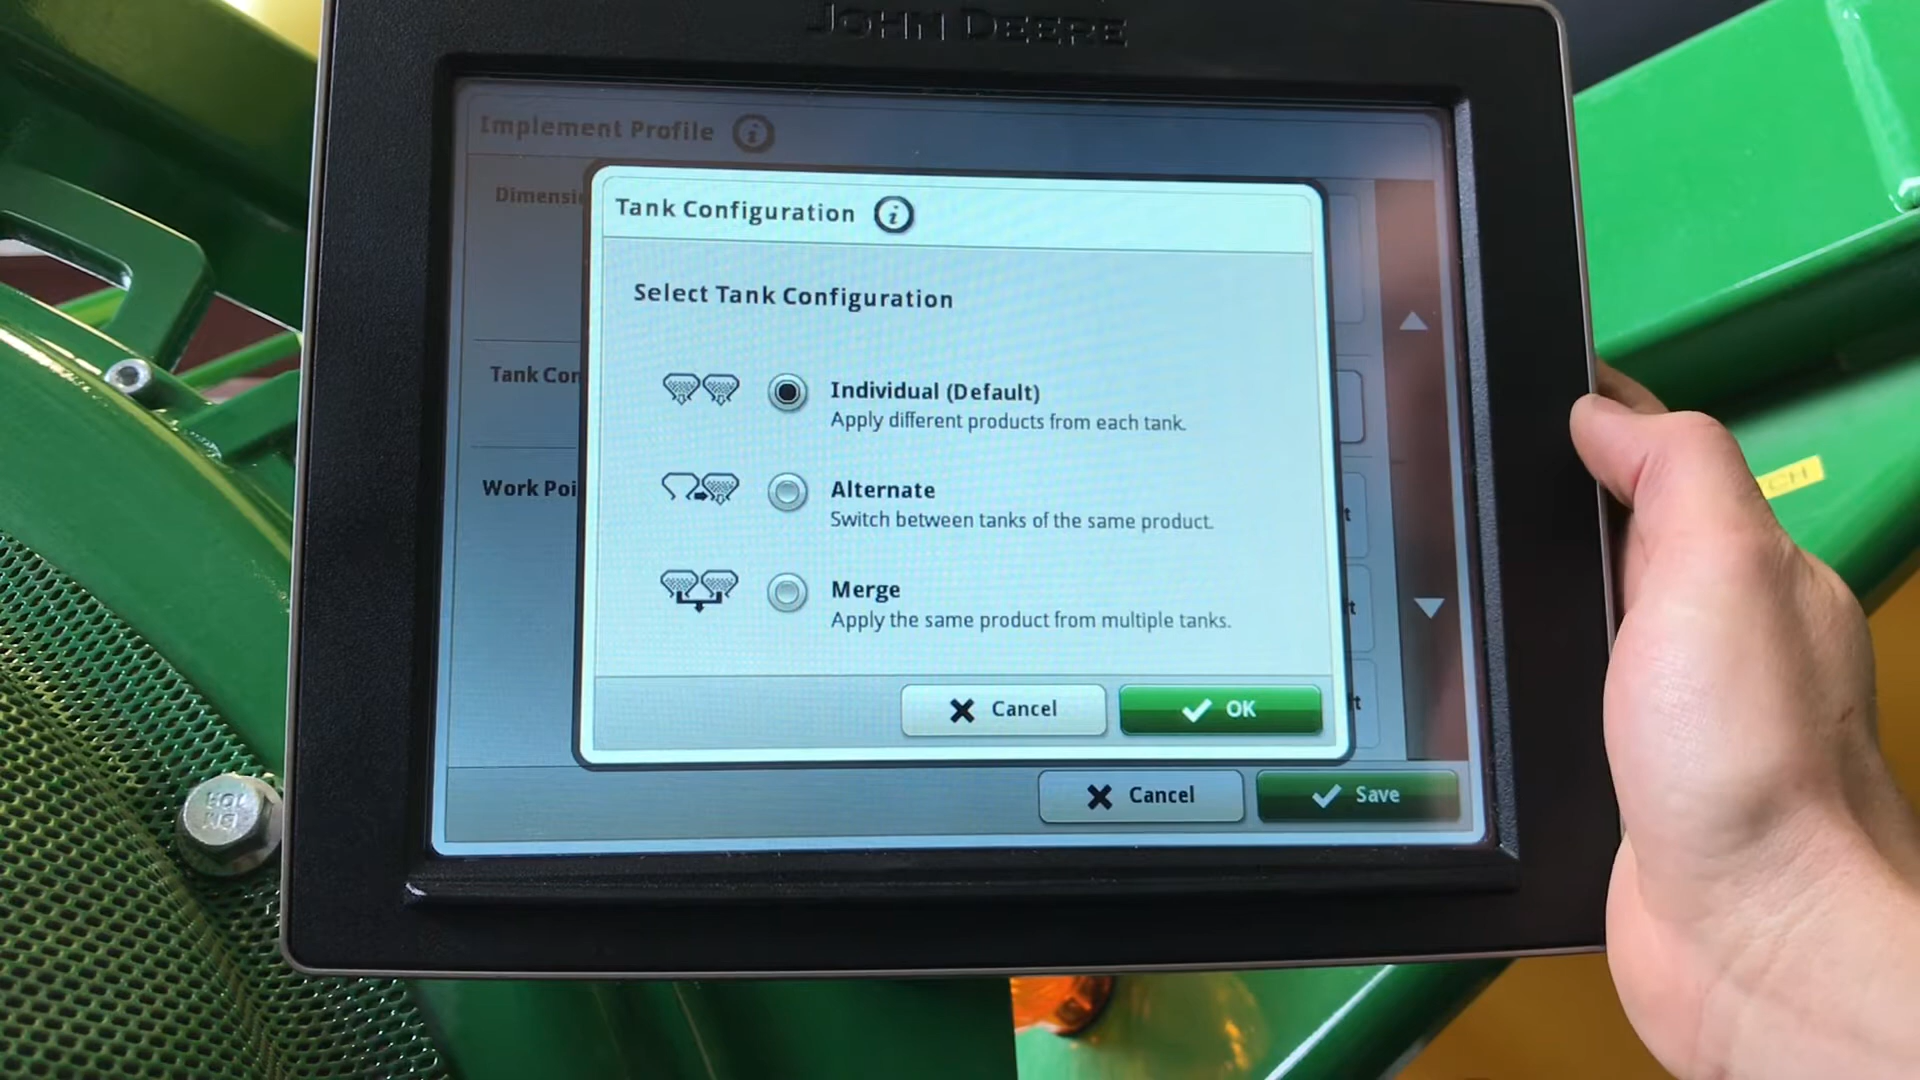 JOHN DEERE
Implement Profile
Tank Configuration
Select Tank Configuration
Individual (Default)
Apply different products from each tank.
Alternate
Switch between tanks of the same product.
Merge
Apply the same product from multiple tanks.
Cancel
OK
Dimensi
Tank Con
Work Poi
Cancel
Save